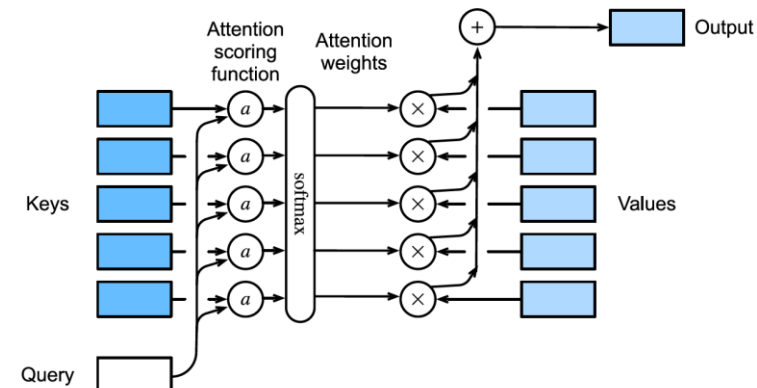 Attention
scoring
function
Attention
weights
+
Output
a
×
a
×
Keys
a
softmax
×
Values
a
×
a
×
Query